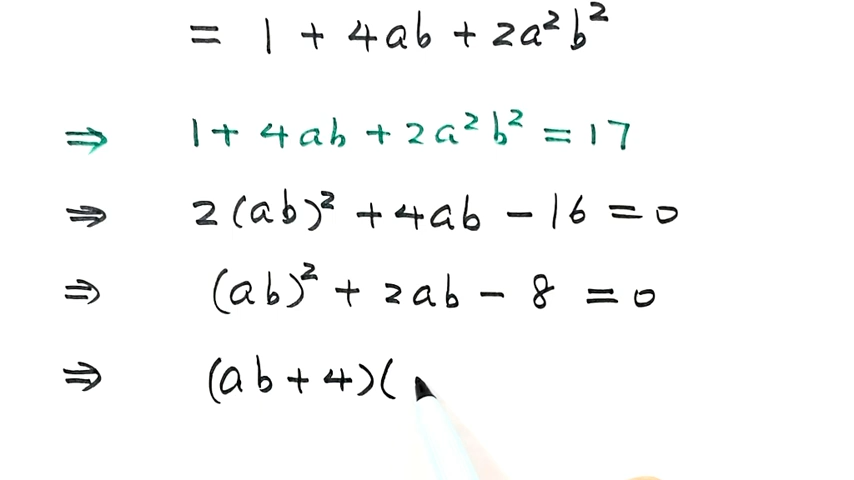 = 1 + 4ab + 2a²b²
⇒ 1 + 4ab + 2a²b² = 17
⇒ 2(ab)² + 4ab - 16 = 0
⇒ (ab)² + 2ab - 8 = 0
⇒ (ab + 4)(